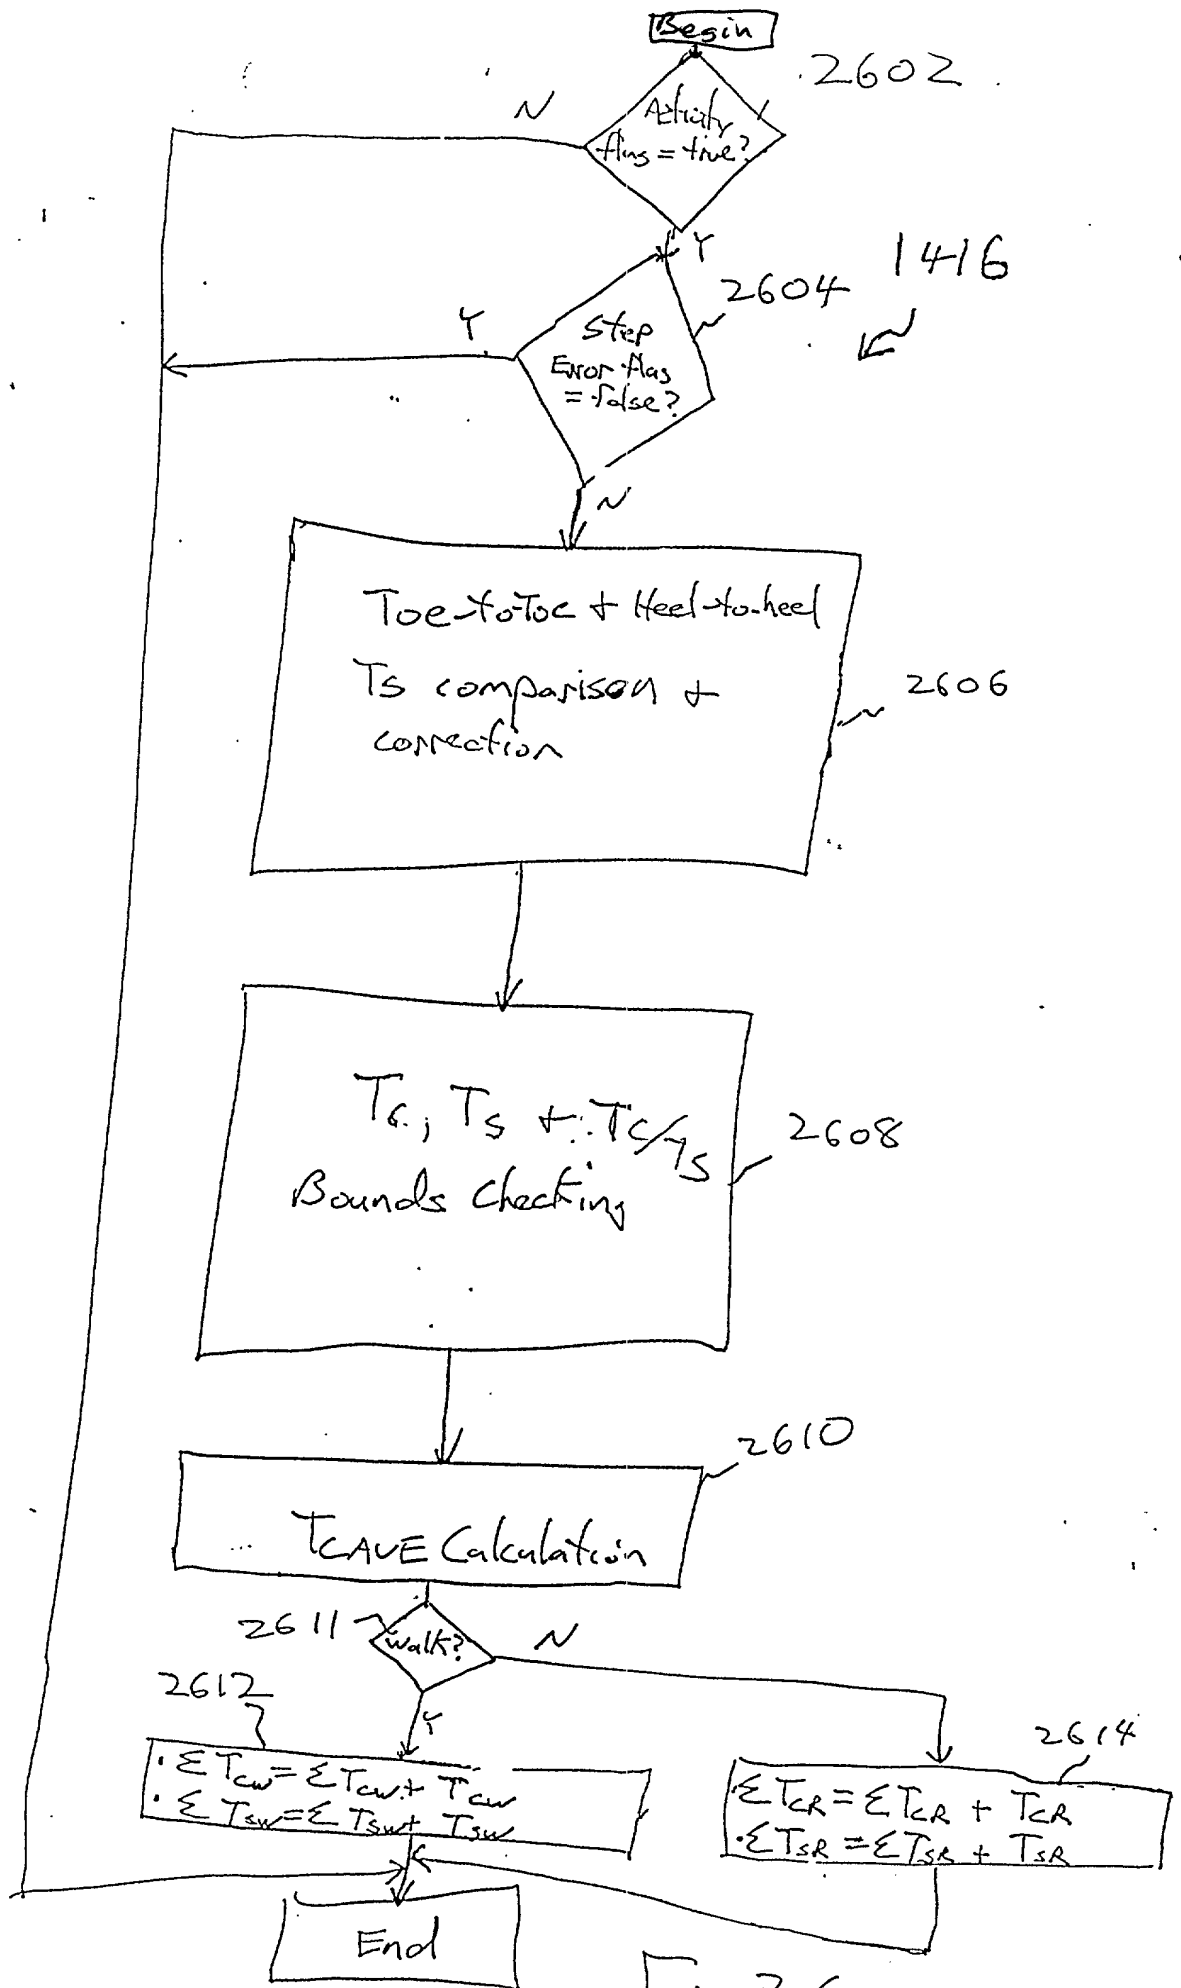 Begin
2602
N
Activity
flag = true?
Y
1416
2604
Y
Step
Error flag
= false?
N
Toe-to-Toe + Heel-to-heel
Ts comparison +
correction
2606
Tc, Ts + Tc/Ts
Bounds Checking
2608
2610
TCAVE Calculation
2611
walk?
N
2612
Y
2614
· ΣTcw = ΣTcw + Tcw
· ΣTsw = ΣTsw + Tsw
· ΣTCR = ΣTCR + TCR
· ΣTSR = ΣTSR + TSR
End